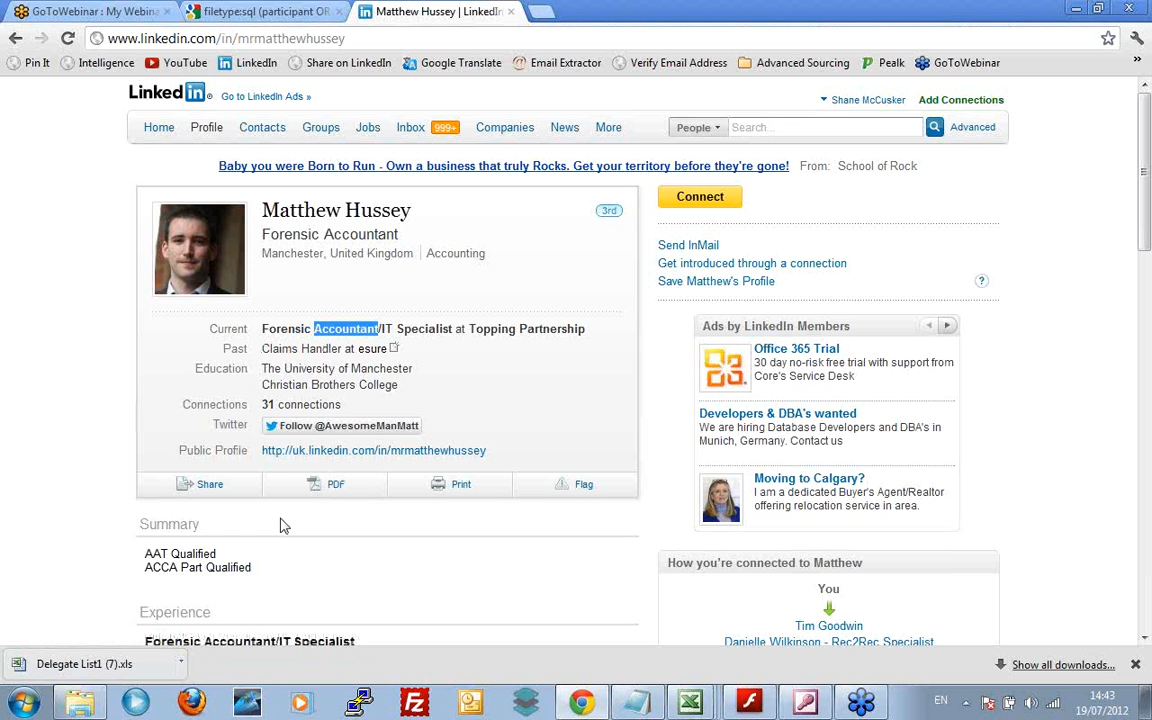 GoToWebinar : My Webina
filetype:sql (participant OR
Matthew Hussey | LinkedIn
www.linkedin.com/in/mrmatthewhussey
Pin It Intelligence YouTube LinkedIn Share on LinkedIn Google Translate Email Extractor Verify Email Address Advanced Sourcing Pealk GoToWebinar »
Linked in ® Go to LinkedIn Ads » Shane McCusker Add Connections
Home Profile Contacts Groups Jobs Inbox 999+ Companies News More People Search... Advanced
Baby you were Born to Run - Own a business that truly Rocks. Get your territory before they're gone! From: School of Rock
Matthew Hussey 3rd
Forensic Accountant
Manchester, United Kingdom | Accounting
Current Forensic Accountant/IT Specialist at Topping Partnership
Past Claims Handler at esure
Education The University of Manchester
Christian Brothers College
Connections 31 connections
Twitter Follow @AwesomeManMatt
Public Profile http://uk.linkedin.com/in/mrmatthewhussey
Share PDF Print Flag
Summary
AAT Qualified
ACCA Part Qualified
Experience
Forensic Accountant/IT Specialist
Connect
Send InMail
Get introduced through a connection
Save Matthew's Profile ?
Ads by LinkedIn Members
Office 365 Trial
30 day no-risk free trial with support from
Core's Service Desk
Developers & DBA's wanted
We are hiring Database Developers and DBA's in
Munich, Germany. Contact us
Moving to Calgary?
I am a dedicated Buyer's Agent/Realtor
offering relocation service in area.
How you're connected to Matthew
You
Tim Goodwin
Danielle Wilkinson - Rec2Rec Specialist
Delegate List1 (7).xls Show all downloads...
EN 14:43
19/07/2012